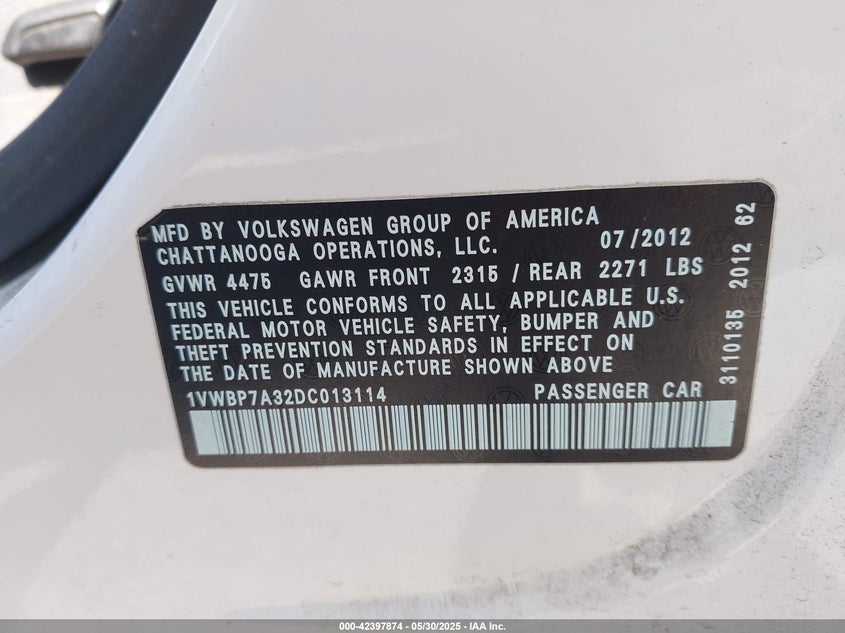 MFD BY VOLKSWAGEN GROUP OF AMERICA
CHATTANOOGA OPERATIONS, LLC. 07/2012
GVWR 4475 GAWR FRONT 2315 / REAR 2271 LBS
THIS VEHICLE CONFORMS TO ALL APPLICABLE U.S.
FEDERAL MOTOR VEHICLE SAFETY, BUMPER AND
THEFT PREVENTION STANDARDS IN EFFECT ON
THE DATE OF MANUFACTURE SHOWN ABOVE
1VWBP7A32DC013114 PASSENGER CAR
3110135 2012 62
000-42397874 - 05/30/2025 - IAA Inc.